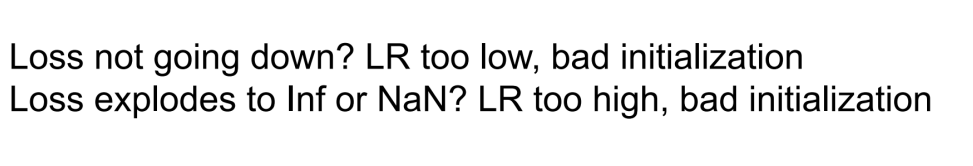 Loss not going down? LR too low, bad initialization
Loss explodes to Inf or NaN? LR too high, bad initialization